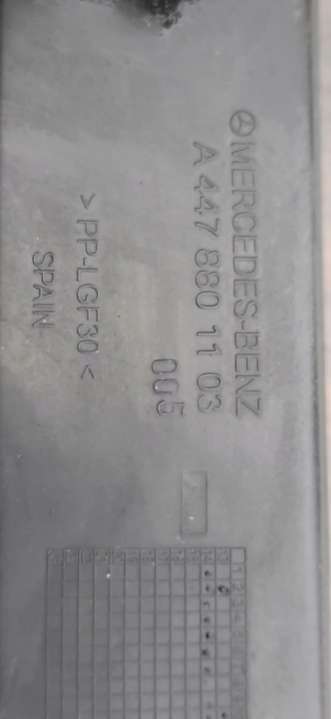 MERCEDES-BENZ
A 447 880 11 03
005
>PP-LGF30<
SPAIN